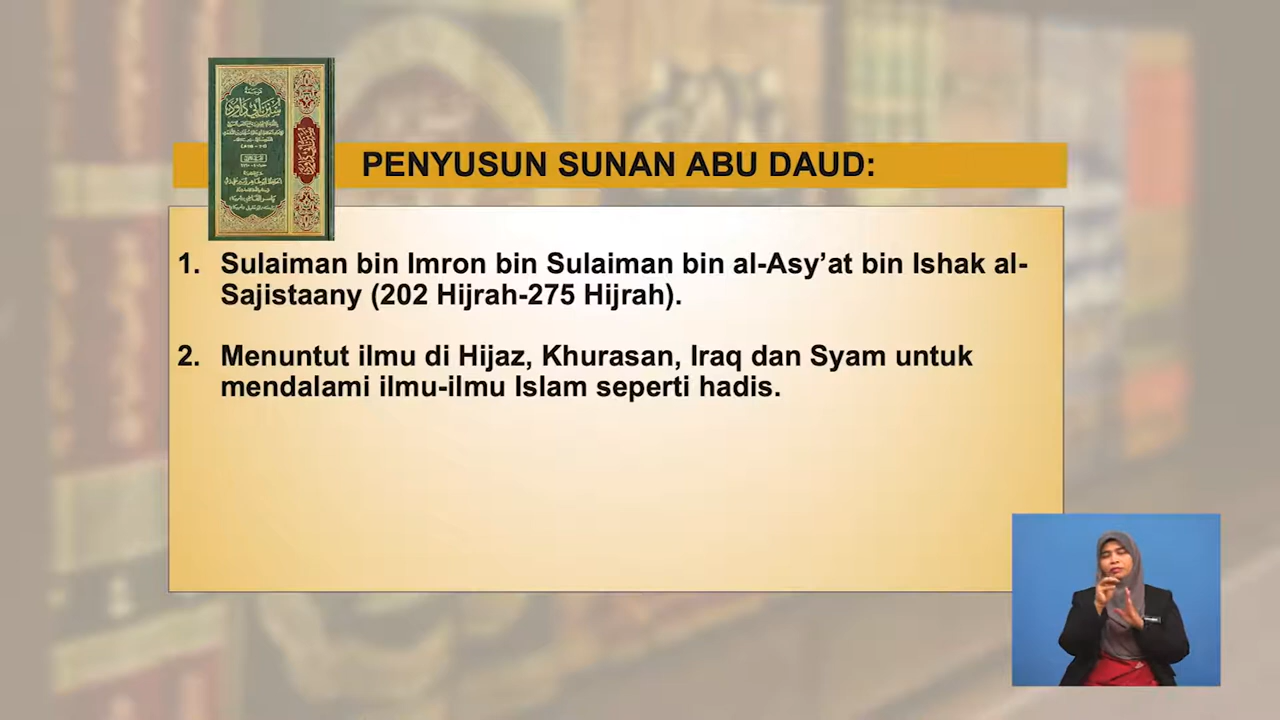 PENYUSUN SUNAN ABU DAUD:
1. Sulaiman bin Imron bin Sulaiman bin al-Asy’at bin Ishak al-
Sajistaany (202 Hijrah-275 Hijrah).
2. Menuntut ilmu di Hijaz, Khurasan, Iraq dan Syam untuk
mendalami ilmu-ilmu Islam seperti hadis.